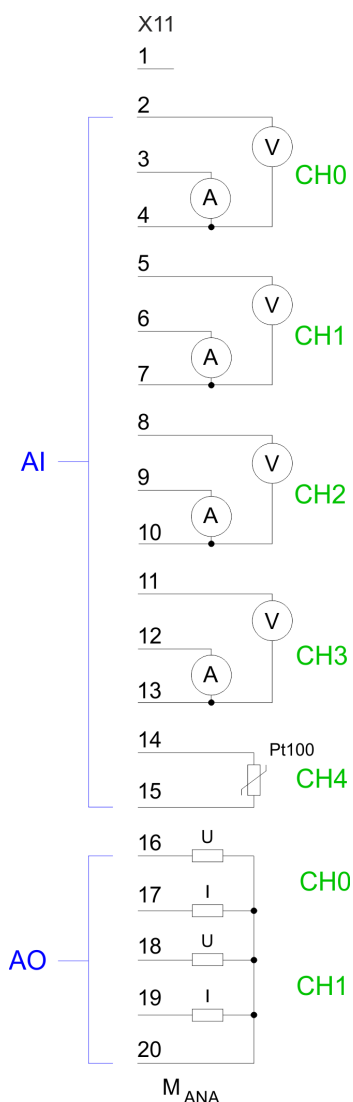 X11
1
2
V
CH0
3
A
4
5
V
CH1
6
A
7
8
V
AI
CH2
9
A
10
11
V
12
CH3
A
13
14
Pt100
CH4
15
16 U
CH0
17 I
18 U
AO
CH1
19 I
20
M ANA